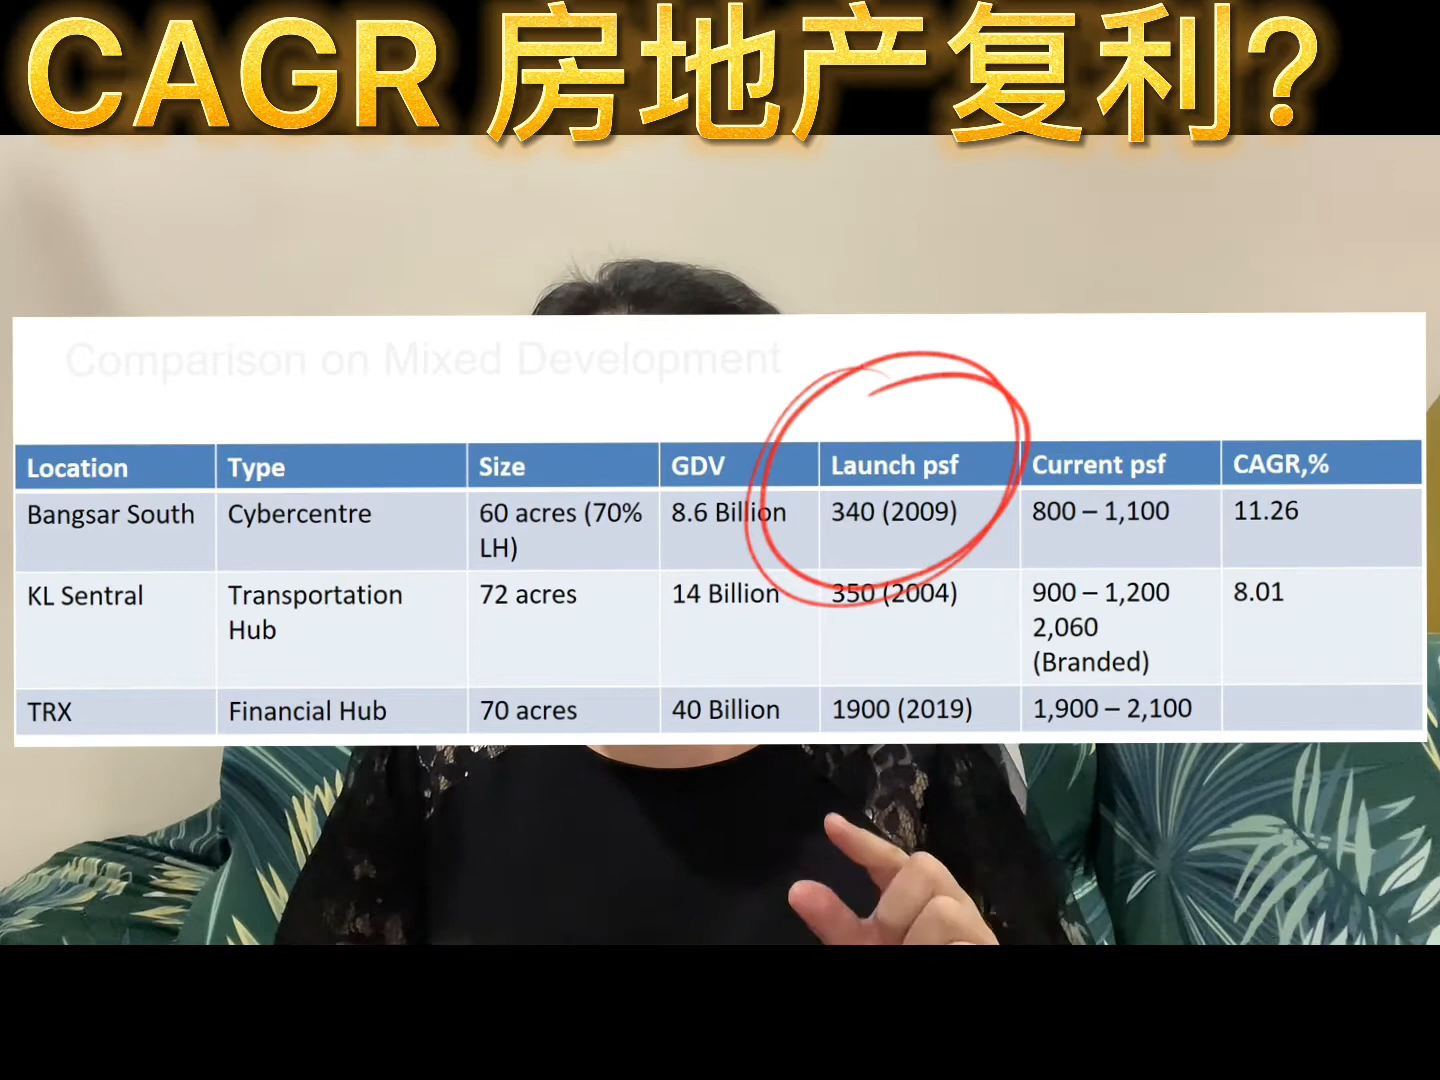 CAGR 房地产复利?
Comparison on Mixed Development
Location Type Size GDV Launch psf Current psf CAGR,%
Bangsar South Cybercentre 60 acres (70% LH) 8.6 Billion 340 (2009) 800 – 1,100 11.26
KL Sentral Transportation Hub 72 acres 14 Billion 350 (2004) 900 – 1,200 2,060 (Branded) 8.01
TRX Financial Hub 70 acres 40 Billion 1900 (2019) 1,900 – 2,100